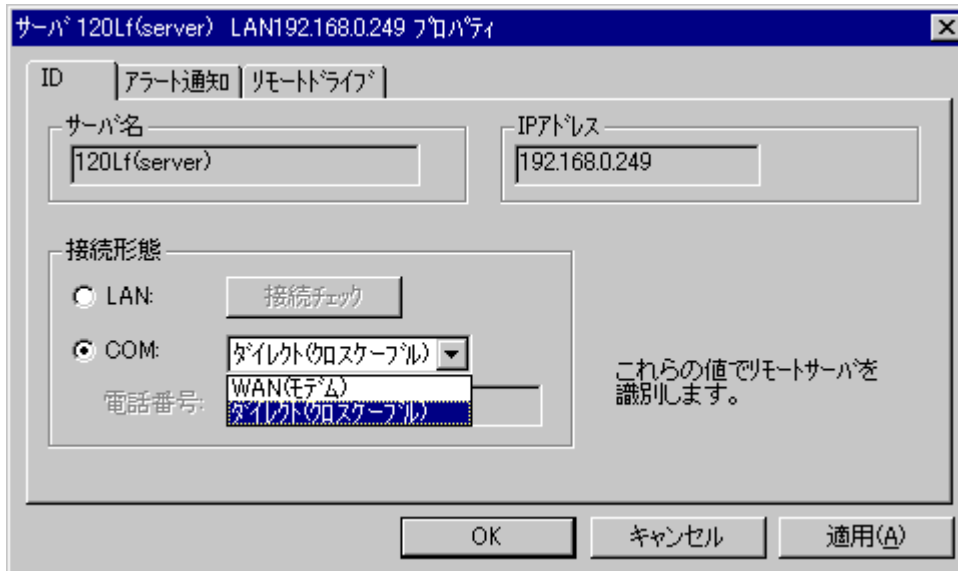 サーバ 120Lf(server)　LAN192.168.0.249 ﾌﾟﾛﾊﾟﾃｨ
ID
アラート通知
ﾘﾓｰﾄﾄﾞﾗｲﾌﾞ
サーバ名
120Lf(server)
IPｱﾄﾞﾚｽ
192.168.0.249
接続形態
LAN:
接続ﾁｪｯｸ
COM:
ﾀﾞｲﾚｸﾄ(ｸﾛｽｹｰﾌﾞﾙ)
WAN(ﾓﾃﾞﾑ)
電話番号:
ﾀﾞｲﾚｸﾄ(ｸﾛｽｹｰﾌﾞﾙ)
これらの値でﾘﾓｰﾄｻｰﾊﾞを
識別します。
OK
キャンセル
適用(A)